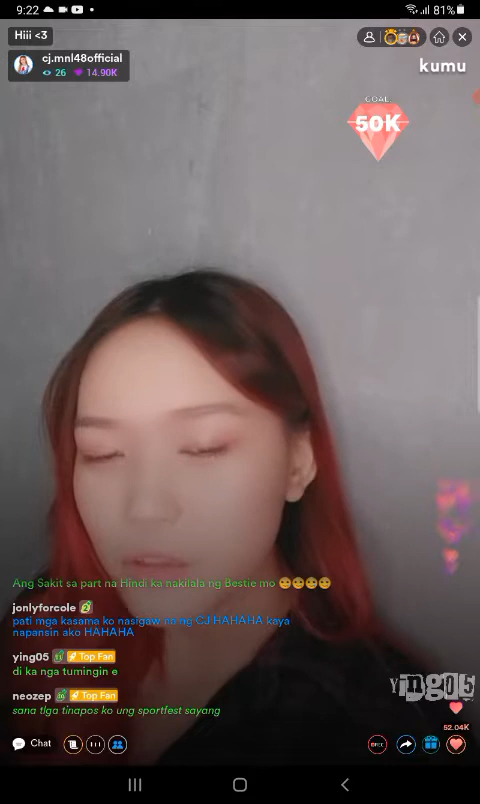 9:22
81%
Hiii <3
cj.mnl48official
26 14.90K
kumu
GOAL
50K
Ang Sakit sa part na Hindi ka nakilala ng Bestie mo
jonlyforcole 2
pati mga kasama ko nasigaw na ng CJ HAHAHA kaya
napansin ako HAHAHA
ying05 Top Fan
di ka nga tumingin e
neozep Top Fan
sana tlga tinapos ko ung sportfest sayang
Ying05
52.04K
Chat